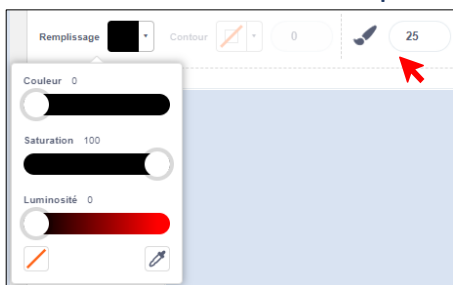 Remplissage Contour 0 25
Couleur 0
Saturation 100
Luminosité 0